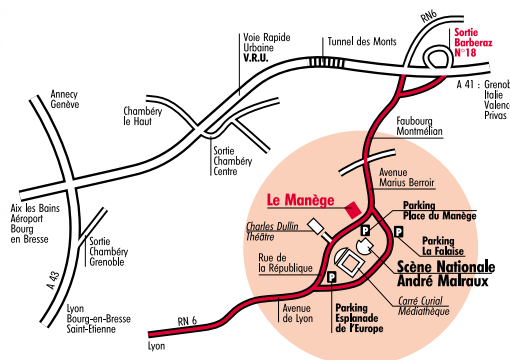 RN6
Sortie
Barberaz
N°18
Voie Rapide
Urbaine
V.R.U.
Tunnel des Monts
A 41 : Grenob
Italie
Valenc
Privas
Annecy
Genève
Chambéry
le Haut
Faubourg
Montmélian
Sortie
Chambéry
Centre
Avenue
Marius Berroir
Le Manège
Aix les Bains
Aéroport
Bourg
en Bresse
Parking
Place du Manège
Charles Dullin
Théâtre
Sortie
Chambéry
Grenoble
P
P
Parking
La Falaise
Rue de
la République
Scène Nationale
André Malraux
A 43
P
Carré Curial
Médiathèque
Lyon
Bourg-en-Bresse
Saint-Etienne
RN 6
Avenue
de Lyon
Parking
Esplanade
de l'Europe
Lyon